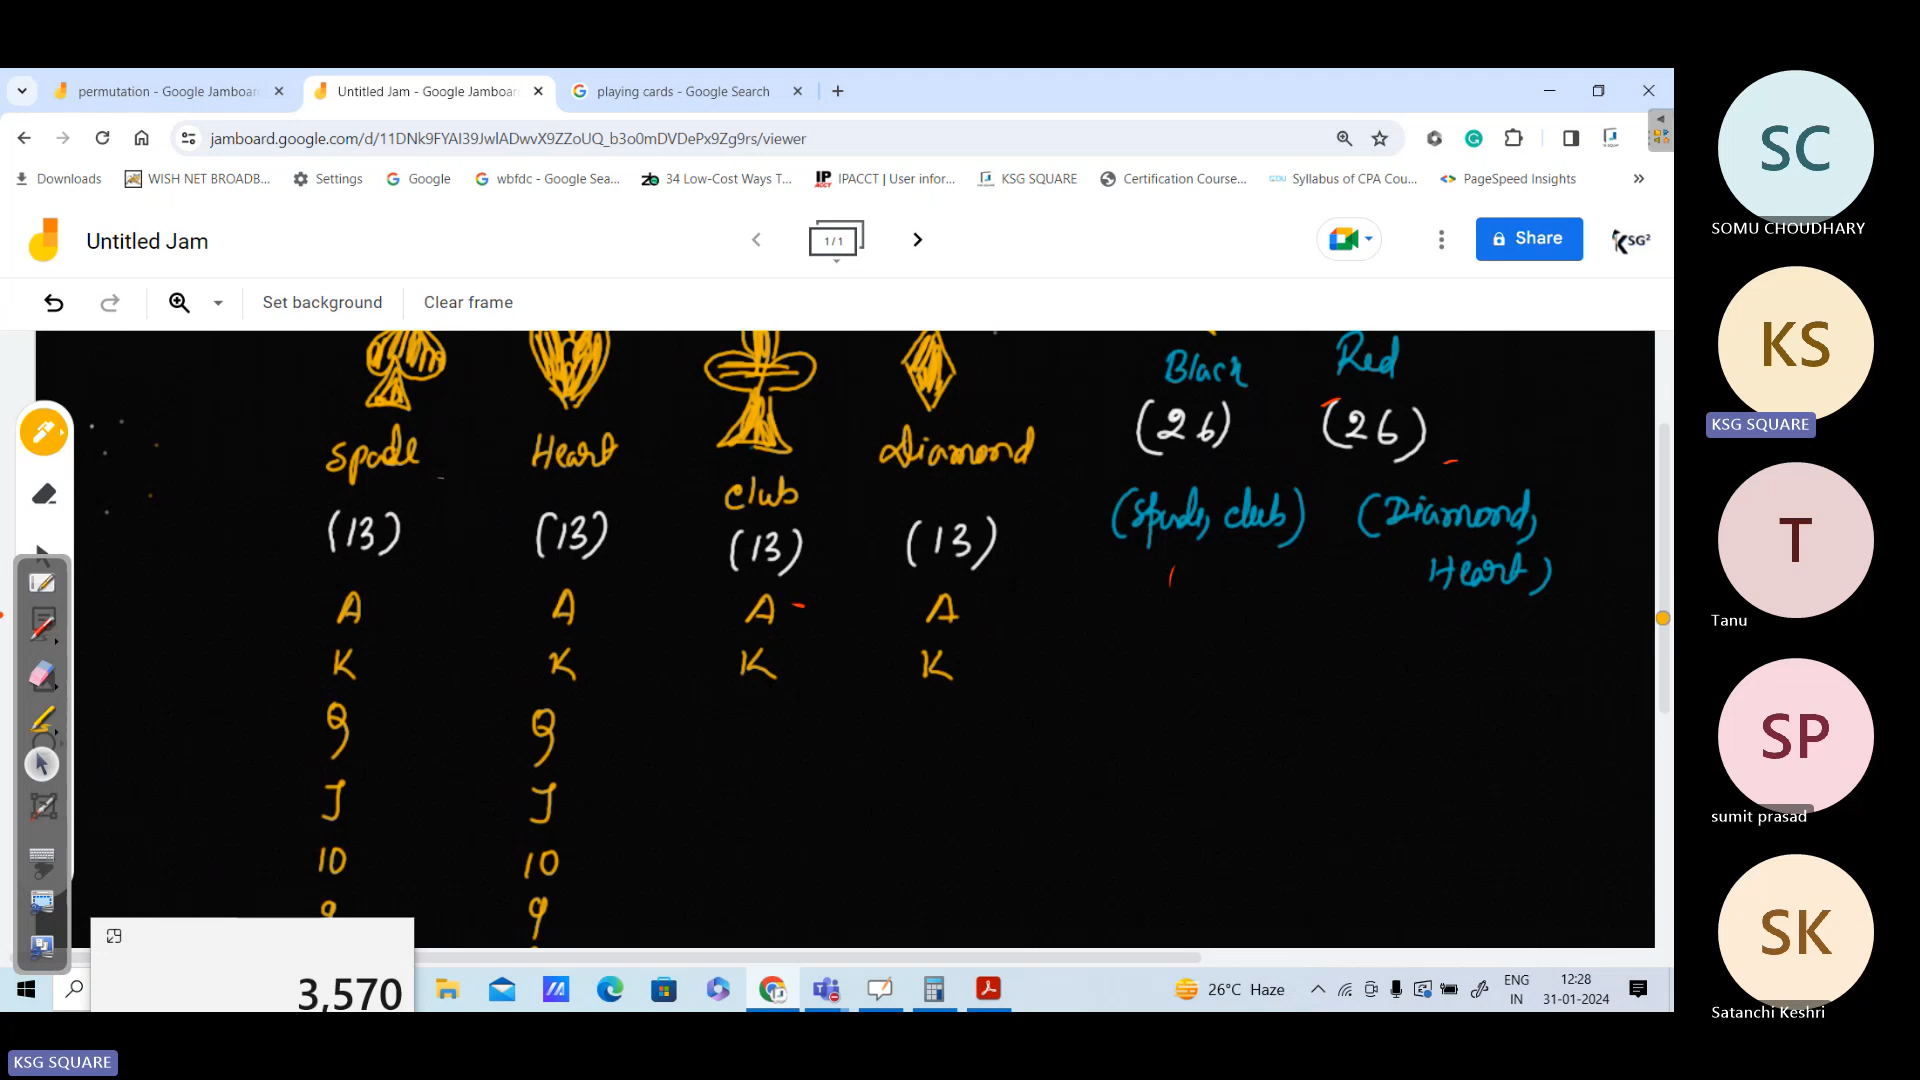 permutation - Google Jamboard
Untitled Jam - Google Jamboard
playing cards - Google Search
jamboard.google.com/d/11DNk9FYAI39JwlADwvX9ZZoUQ_b3o0mDVDePx9Zg9rs/viewer
Downloads
WISH NET BROADB...
Settings
Google
wbfdc - Google Sea...
34 Low-Cost Ways T...
IPACCT | User infor...
KSG SQUARE
Certification Course...
Syllabus of CPA Cou...
PageSpeed Insights
Untitled Jam
1/1
Share
KSG²
Set background
Clear frame
Black Red
(26) (26)
Spade Heart Club Diamond
(Spade, club) (Diamond, Heart)
(13) (13) (13) (13)
A A A A
K K K K
Q Q
J J
10 10
9 9
3,570
26°C Haze
ENG
IN
12:28
31-01-2024
SC
SOMU CHOUDHARY
KS
KSG SQUARE
T
Tanu
SP
sumit prasad
SK
Satanchi Keshri
KSG SQUARE